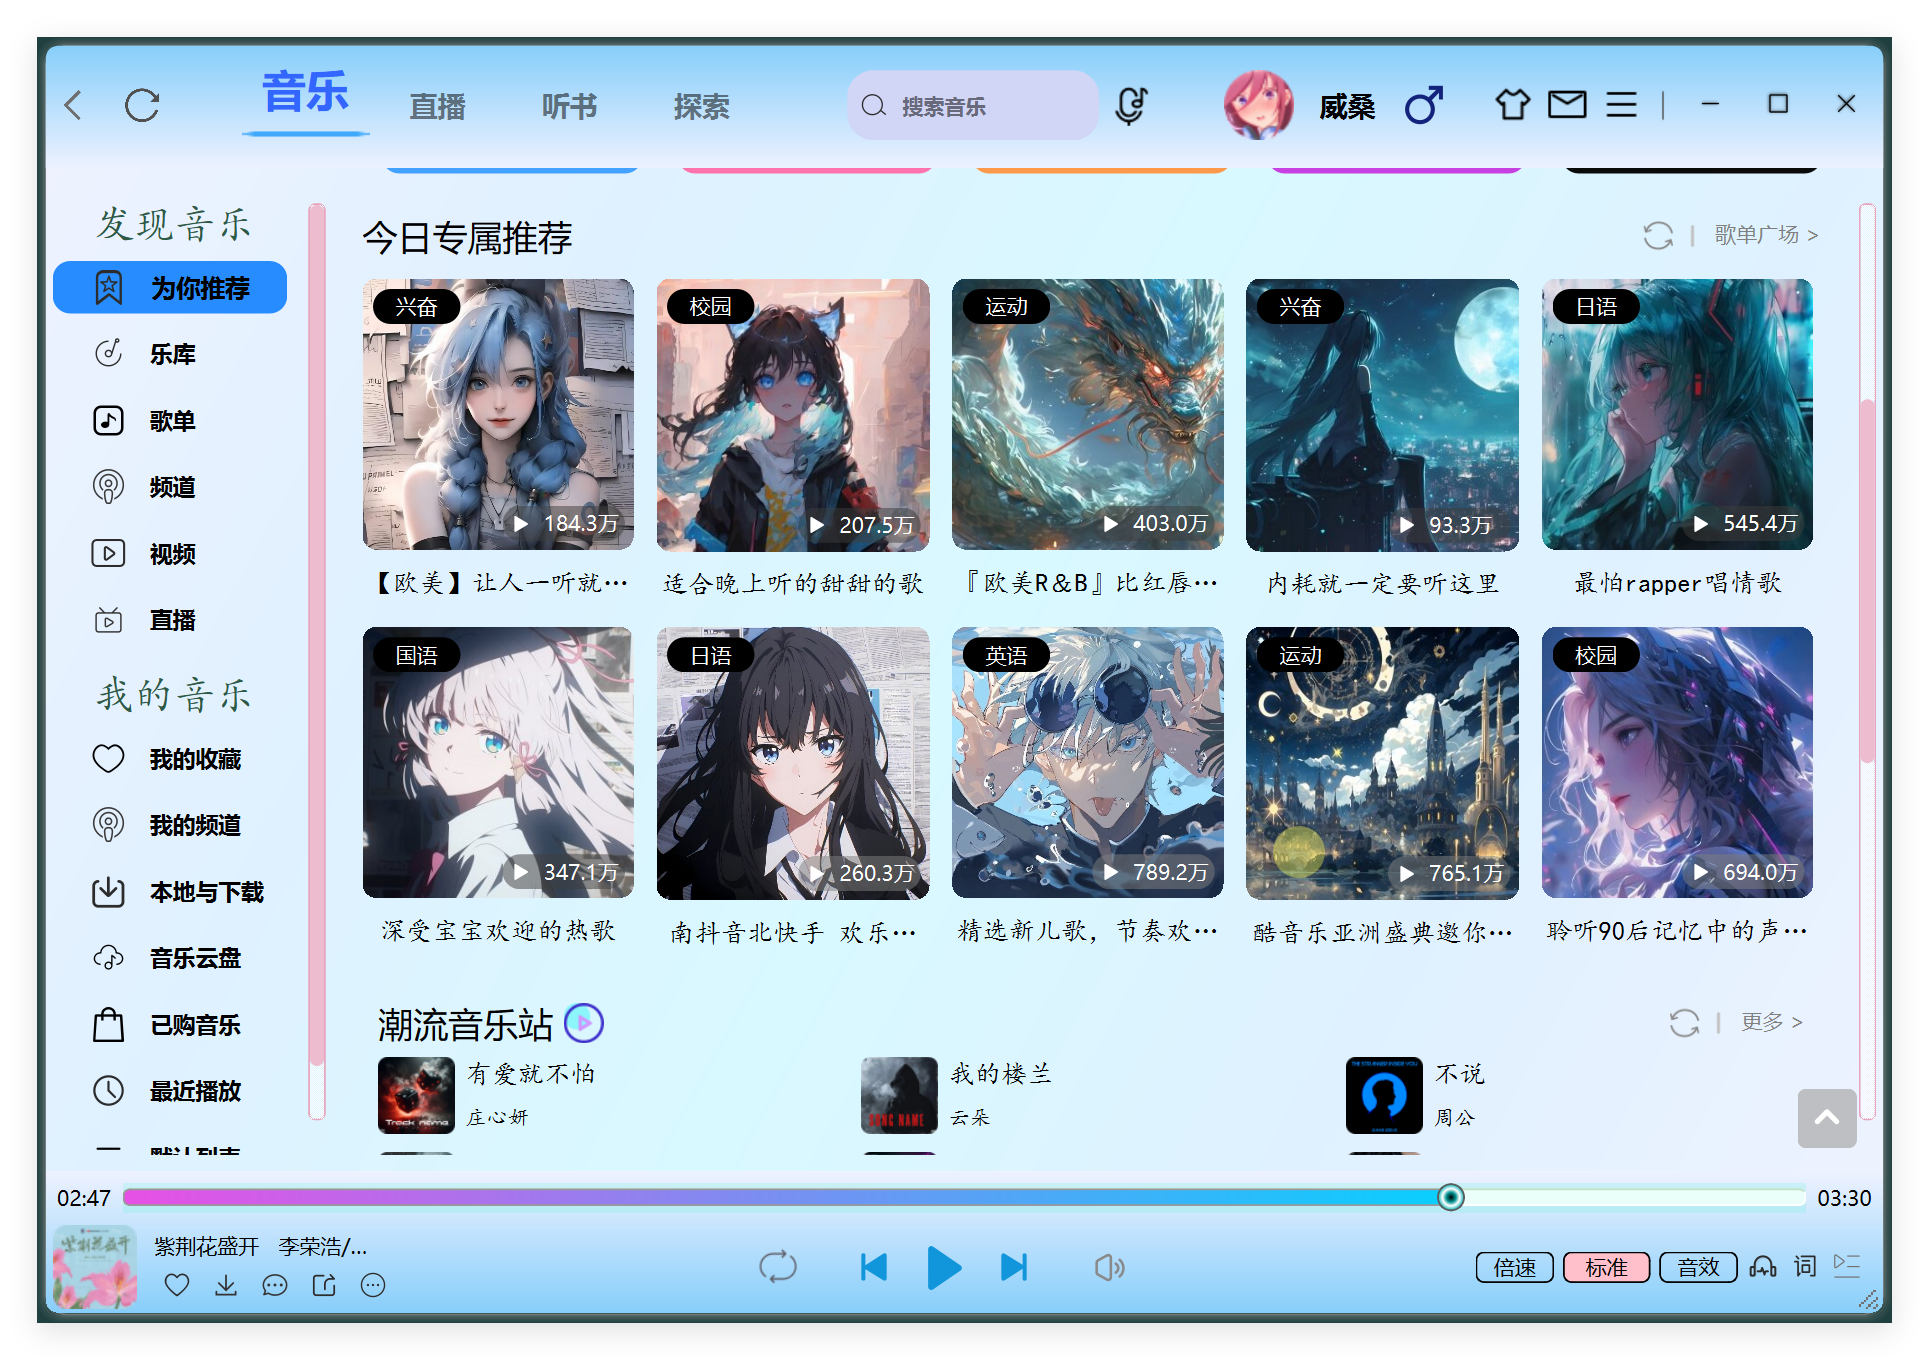 音乐
直播
听书
探索
搜索音乐
威桑
发现音乐
为你推荐
乐库
歌单
频道
视频
直播
我的音乐
我的收藏
我的频道
本地与下载
音乐云盘
已购音乐
最近播放
默认列表
今日专属推荐
歌单广场 >
兴奋
184.3万
【欧美】让人一听就…
校园
207.5万
适合晚上听的甜甜的歌
运动
403.0万
『欧美R&B』比红唇…
兴奋
93.3万
内耗就一定要听这里
日语
545.4万
最怕rapper唱情歌
国语
347.1万
深受宝宝欢迎的热歌
日语
260.3万
南抖音北快手 欢乐…
英语
789.2万
精选新儿歌，节奏欢…
运动
765.1万
酷音乐亚洲盛典邀你…
校园
694.0万
聆听90后记忆中的声…
潮流音乐站
更多 >
Track name
有爱就不怕
庄心妍
SONG NAME
我的楼兰
云朵
不说
周公
02:47
03:30
紫荆花盛开
紫荆花盛开 李荣浩/...
倍速
标准
音效
词